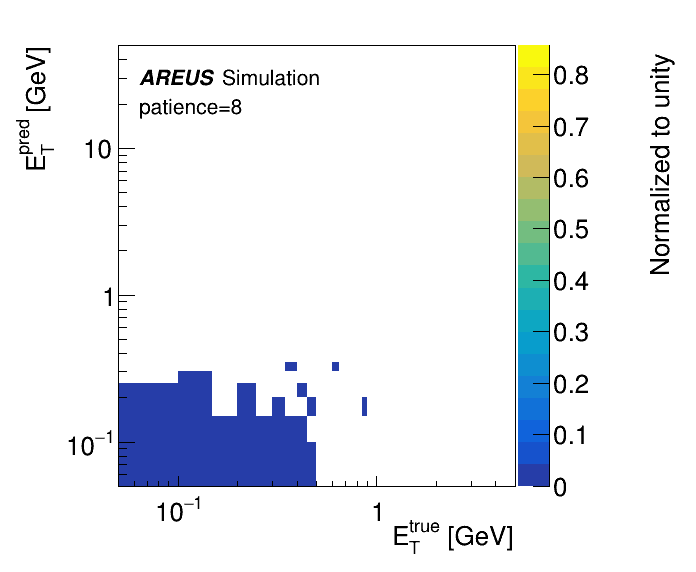 AREUS Simulation
patience=8
E_T^pred [GeV]
10
1
10⁻¹
10⁻¹
1
E_T^true [GeV]
0.8
0.7
0.6
0.5
0.4
0.3
0.2
0.1
0
Normalized to unity